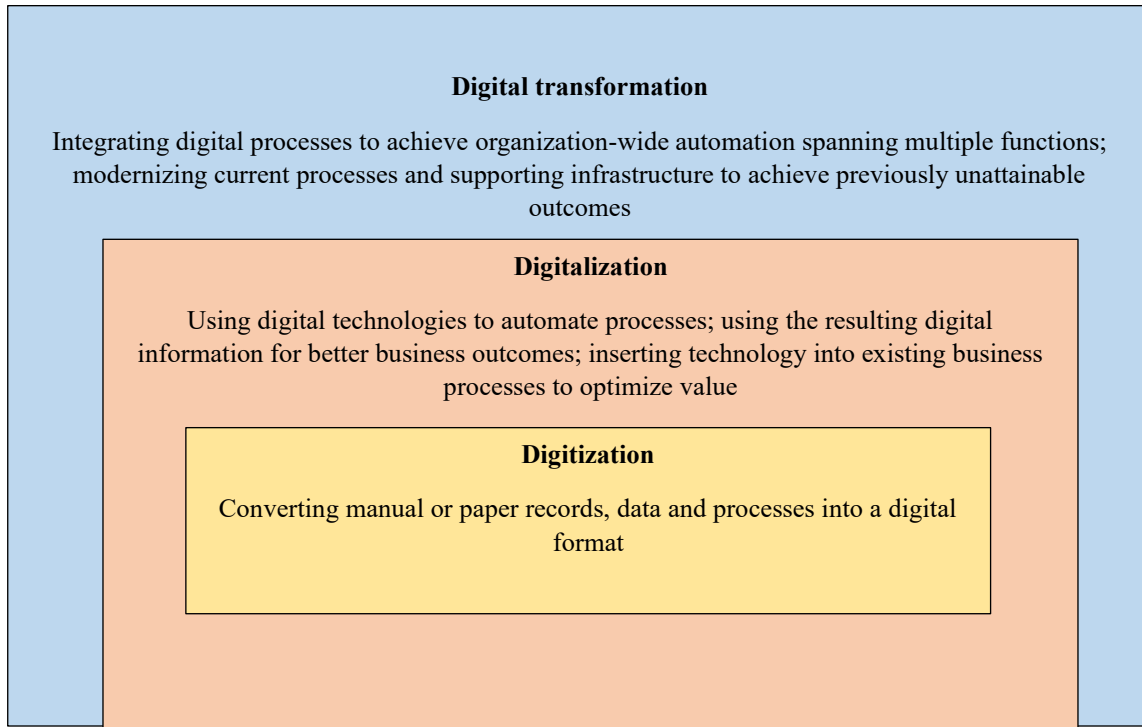 Digital transformation
Integrating digital processes to achieve organization-wide automation spanning multiple functions;
modernizing current processes and supporting infrastructure to achieve previously unattainable
outcomes
Digitalization
Using digital technologies to automate processes; using the resulting digital
information for better business outcomes; inserting technology into existing business
processes to optimize value
Digitization
Converting manual or paper records, data and processes into a digital
format